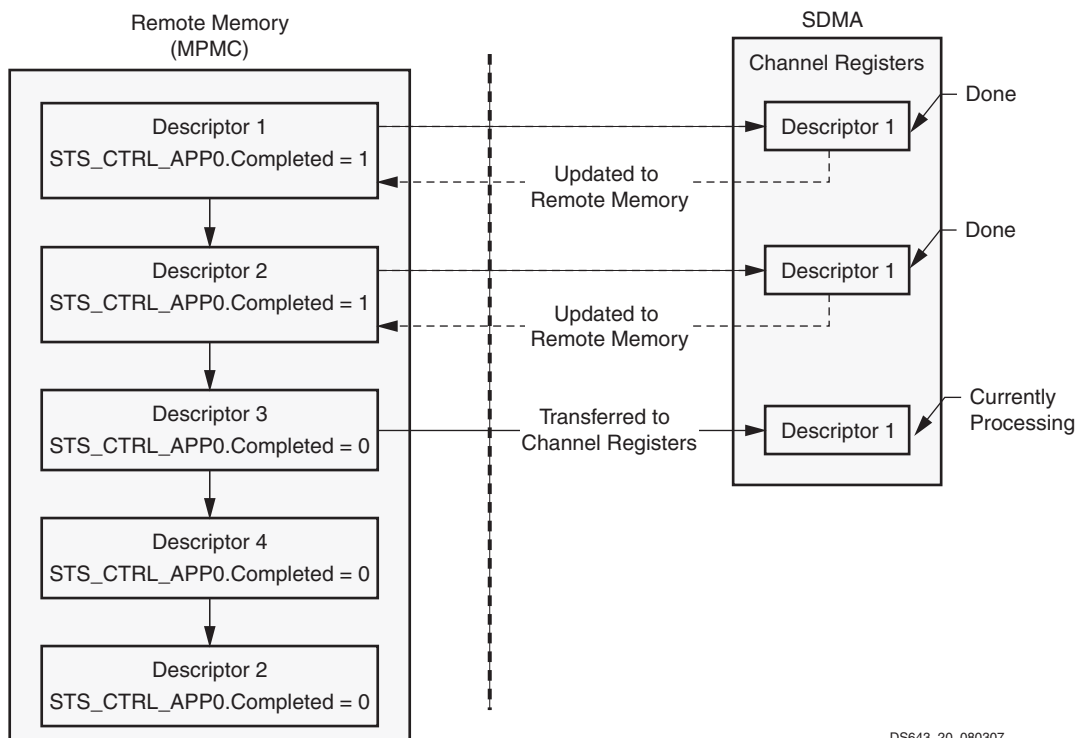 Remote Memory
(MPMC)
SDMA
Channel Registers
Descriptor 1
STS_CTRL_APP0.Completed = 1
Descriptor 1
Done
Updated to
Remote Memory
Descriptor 2
STS_CTRL_APP0.Completed = 1
Descriptor 1
Done
Updated to
Remote Memory
Descriptor 3
STS_CTRL_APP0.Completed = 0
Transferred to
Channel Registers
Descriptor 1
Currently
Processing
Descriptor 4
STS_CTRL_APP0.Completed = 0
Descriptor 2
STS_CTRL_APP0.Completed = 0
DS643_20_080307